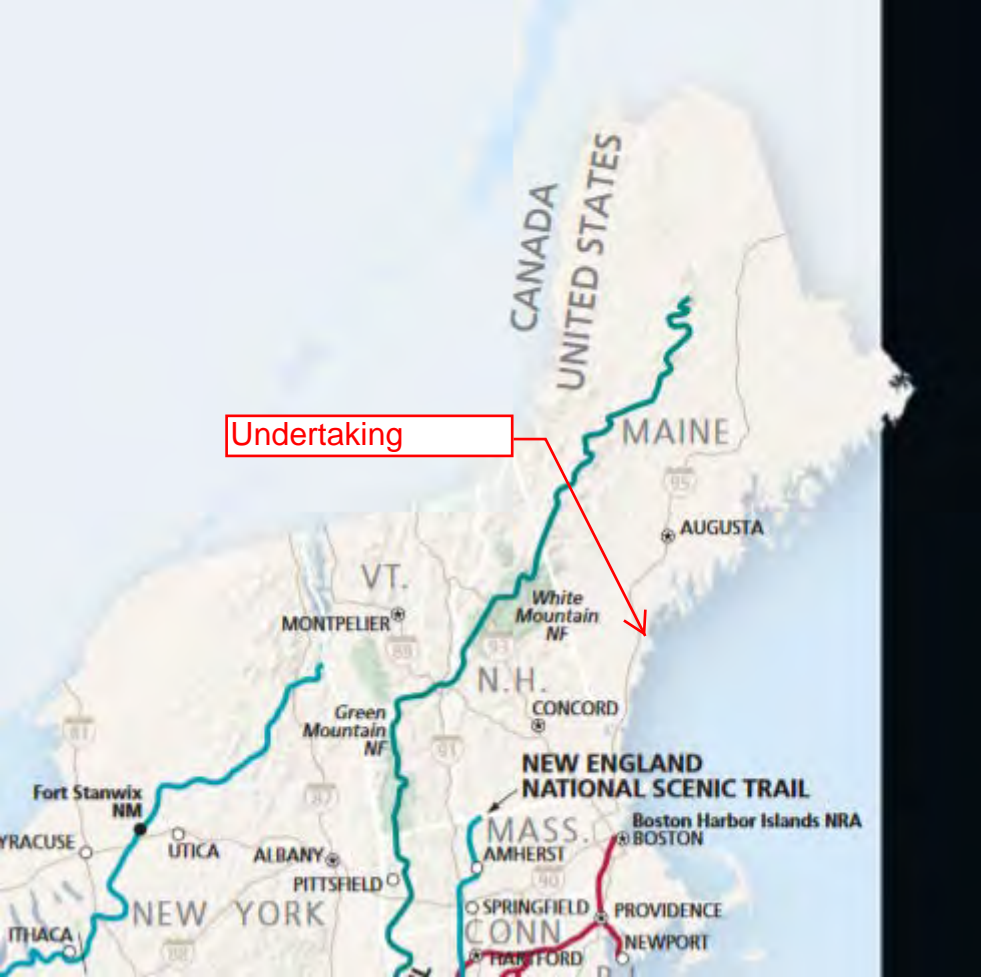 CANADA
UNITED STATES
Undertaking
MAINE
95
AUGUSTA
VT.
White
Mountain
NF
MONTPELIER
89
93
N.H.
Green
Mountain
NF
CONCORD
81
91
NEW ENGLAND
NATIONAL SCENIC TRAIL
Fort Stanwix
NM
87
Boston Harbor Islands NRA
BOSTON
MASS.
YRACUSE
UTICA
ALBANY
AMHERST
PITTSFIELD
90
NEW YORK
SPRINGFIELD
PROVIDENCE
ITHACA
CONN
NEWPORT
88
HARTFORD
R.I.